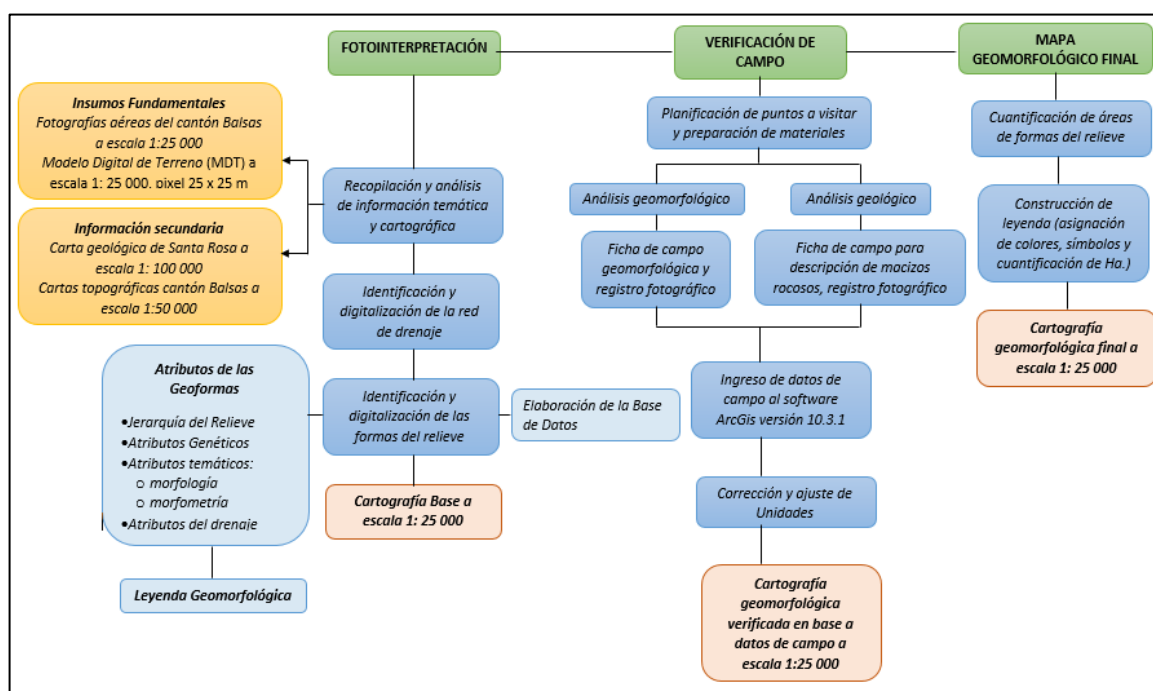 FOTOINTERPRETACIÓN
VERIFICACIÓN DE
CAMPO
MAPA
GEOMORFOLÓGICO FINAL
Insumos Fundamentales
Fotografías aéreas del cantón Balsas
a escala 1:25 000
Modelo Digital de Terreno (MDT) a
escala 1: 25 000. pixel 25 x 25 m
Información secundaria
Carta geológica de Santa Rosa a
escala 1: 100 000
Cartas topográficas cantón Balsas a
escala 1:50 000
Recopilación y análisis
de información temática
y cartográfica
Identificación y
digitalización de la red
de drenaje
Identificación y
digitalización de las
formas del relieve
Elaboración de la Base
de Datos
Cartografía Base a
escala 1: 25 000
Atributos de las
Geoformas
•Jerarquía del Relieve
•Atributos Genéticos
•Atributos temáticos:
o morfología
o morfometría
•Atributos del drenaje
Leyenda Geomorfológica
Planificación de puntos a visitar
y preparación de materiales
Análisis geomorfológico
Análisis geológico
Ficha de campo
geomorfológica y
registro fotográfico
Ficha de campo para
descripción de macizos
rocosos, registro fotográfico
Ingreso de datos de
campo al software
ArcGis versión 10.3.1
Corrección y ajuste de
Unidades
Cartografía
geomorfológica
verificada en base a
datos de campo a
escala 1:25 000
Cuantificación de áreas
de formas del relieve
Construcción de
leyenda (asignación
de colores, símbolos y
cuantificación de Ha.)
Cartografía
geomorfológica final a
escala 1: 25 000